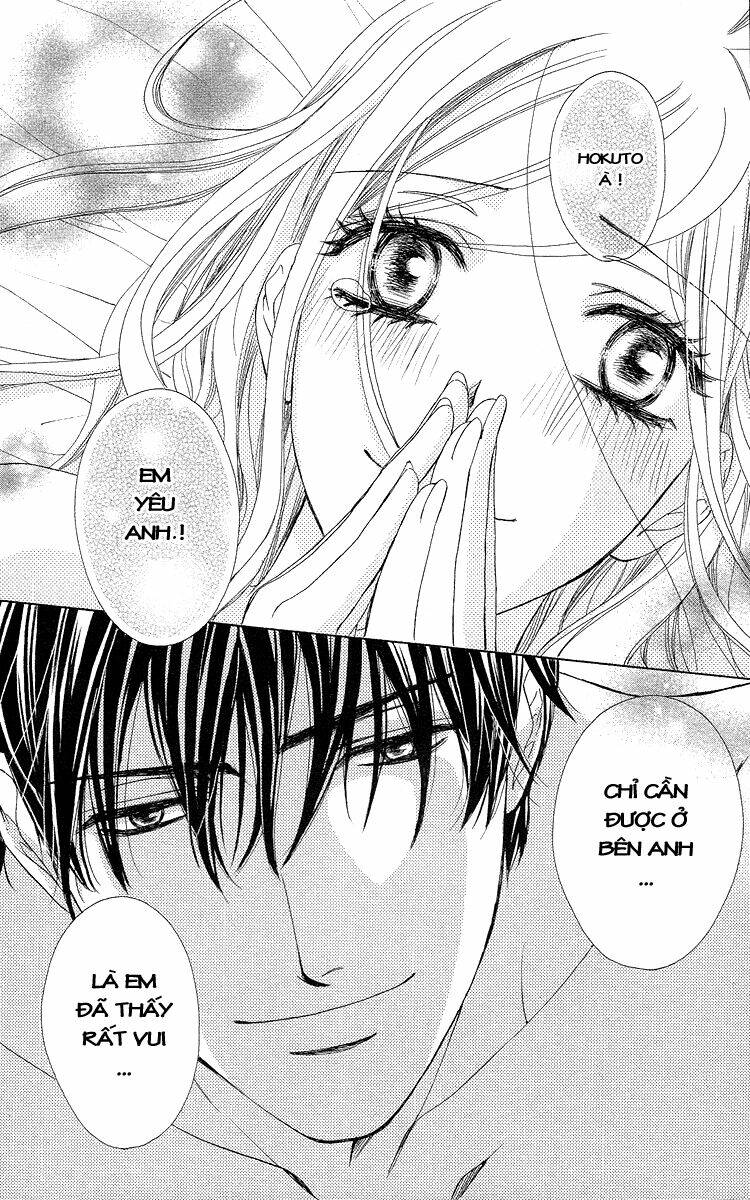 HOKUTO
À !
EM
YÊU
ANH.!
CHỈ CẦN
ĐƯỢC Ở
BÊN ANH
...
LÀ EM
ĐÃ THẤY
RẤT VUI
...